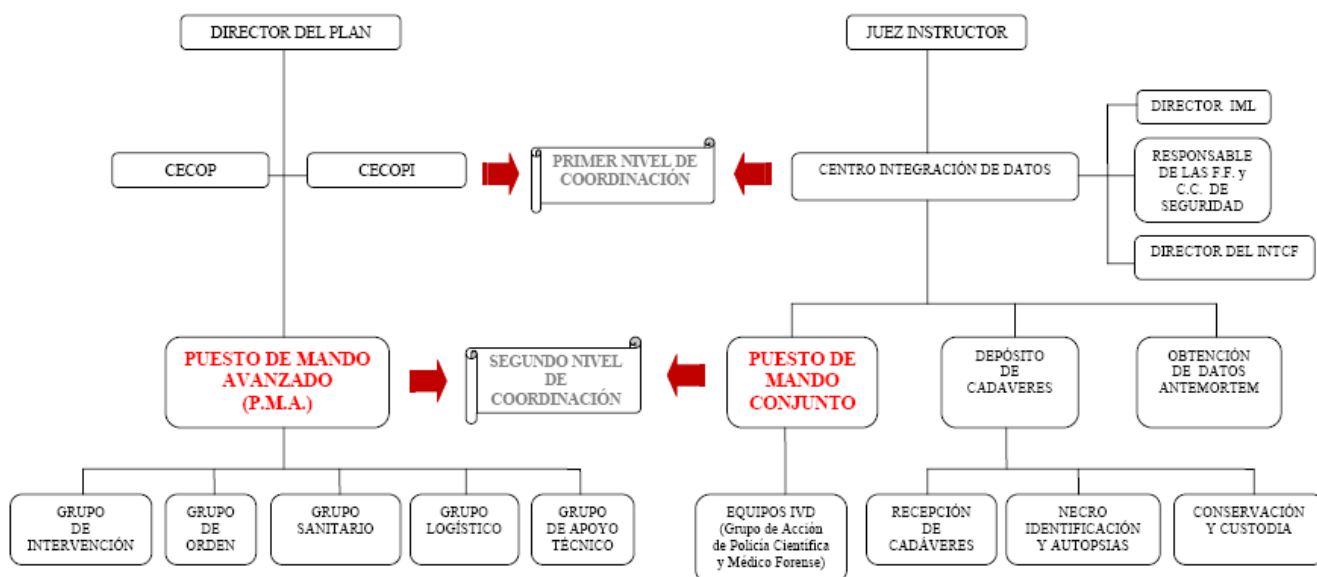 DIRECTOR DEL PLAN
JUEZ INSTRUCTOR
DIRECTOR IML
CECOP
CECOPI
PRIMER NIVEL DE
COORDINACIÓN
CENTRO INTEGRACIÓN DE DATOS
RESPONSABLE
DE LAS F.F. y
C.C. DE
SEGURIDAD
DIRECTOR DEL INTCF
PUESTO DE MANDO
AVANZADO
(P.M.A.)
SEGUNDO NIVEL
DE
COORDINACIÓN
PUESTO DE
MANDO
CONJUNTO
DEPÓSITO
DE
CADÁVERES
OBTENCIÓN
DE DATOS
ANTEMORTEM
GRUPO
DE
INTERVENCIÓN
GRUPO
DE
ORDEN
GRUPO
SANITARIO
GRUPO
LOGÍSTICO
GRUPO
DE APOYO
TÉCNICO
EQUIPOS IVD
(Grupo de Acción
de Policía Científica
y Médico Forense)
RECEPCIÓN
DE
CADÁVERES
NECRO
IDENTIFICACIÓN
Y AUTOPSIAS
CONSERVACIÓN
Y CUSTODIA